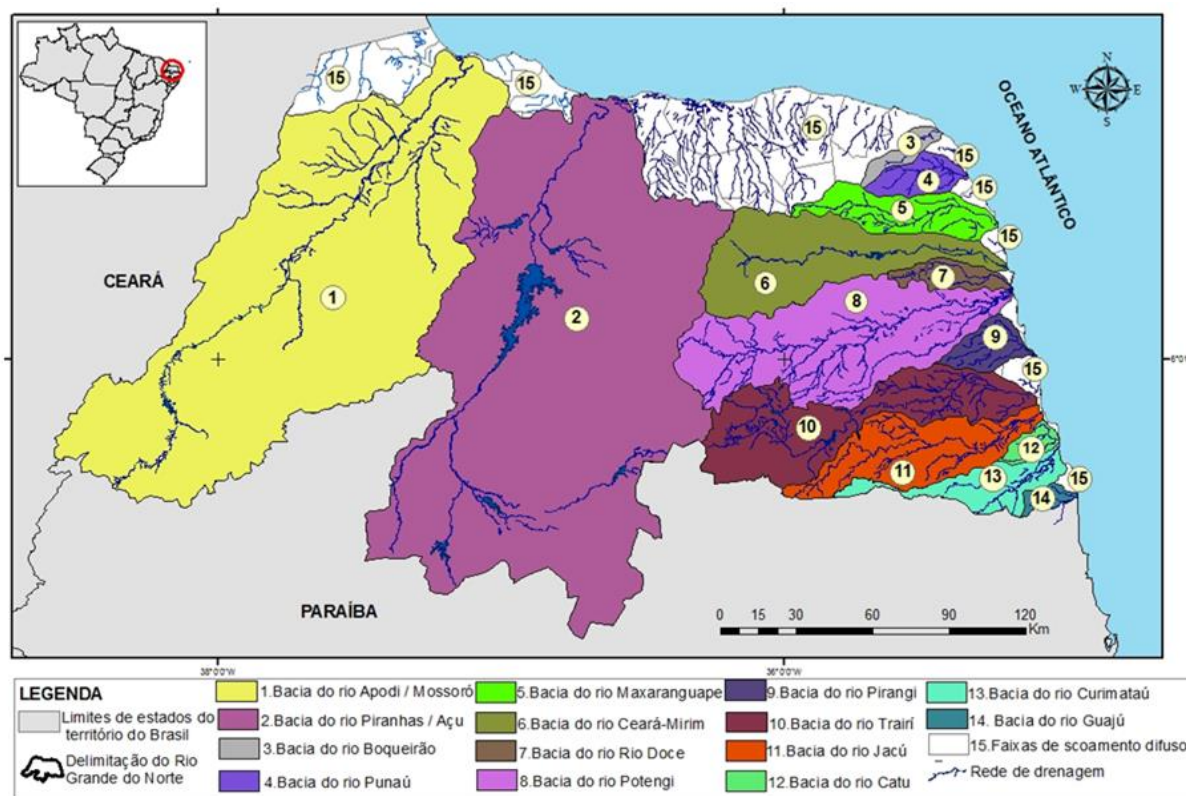 15
15
15
3
15
4
15
5
15
OCEANO ATLÂNTICO
N
W
E
S
CEARÁ
1
2
6
7
8
9
15
6°0'0
10
11
12
13
14
15
PARAÍBA
0 15 30 60 90 120
Km
38°0'0"W
36°0'0"W
LEGENDA
Limites de estados do
território do Brasil
Delimitação do Rio
Grande do Norte
1.Bacia do rio Apodi / Mossoró
2.Bacia do rio Piranhas / Açu
3.Bacia do rio Boqueirão
4.Bacia do rio Punaú
5.Bacia do rio Maxaranguape
6.Bacia do rio Ceará-Mirim
7.Bacia do rio Rio Doce
8.Bacia do rio Potengi
9.Bacia do rio Pirangi
10.Bacia do rio Trairí
11.Bacia do rio Jacú
12.Bacia do rio Catu
13.Bacia do rio Curimataú
14. Bacia do Guajú
15.Faixas de scoamento difuso
Rede de drenagem